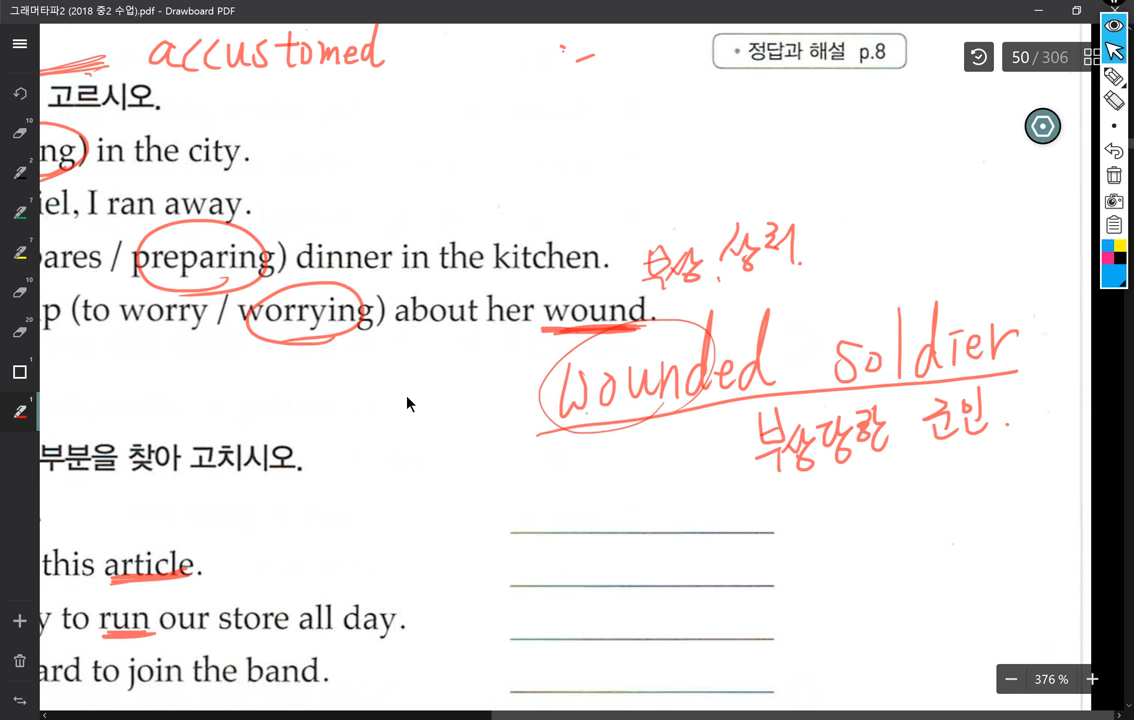 그래머타파2 (2018 중2 수업).pdf - Drawboard PDF
50 / 306
accustomed
• 정답과 해설 p.8
고르시오.
ng) in the city.
iel, I ran away.
ares / preparing) dinner in the kitchen.
부상, 상처.
p (to worry / worrying) about her wound.
wounded soldier
부상당한 군인.
부분을 찾아 고치시오.
this article.
y to run our store all day.
ard to join the band.
376 %
10
2
7
7
10
20
1
1